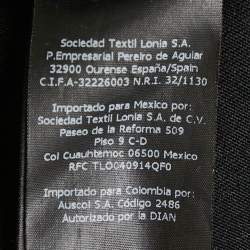 Sociedad Textil Lonia S.A.
P.Empresarial Pereiro de Aguiar
32900 Ourense España/Spain
C.I.F.A-32226003 N.R.I. 32/1130
Importado para Mexico por:
Sociedad Textil Lonia S.A. de C.V.
Paseo de la Reforma 509
Piso 9 C-D
Col Cuauhtemoc 06500 Mexico
RFC TLO040914QF0
Importado para Colombia por:
Auscol S.A. Código 2486
Autorizado por la DIAN